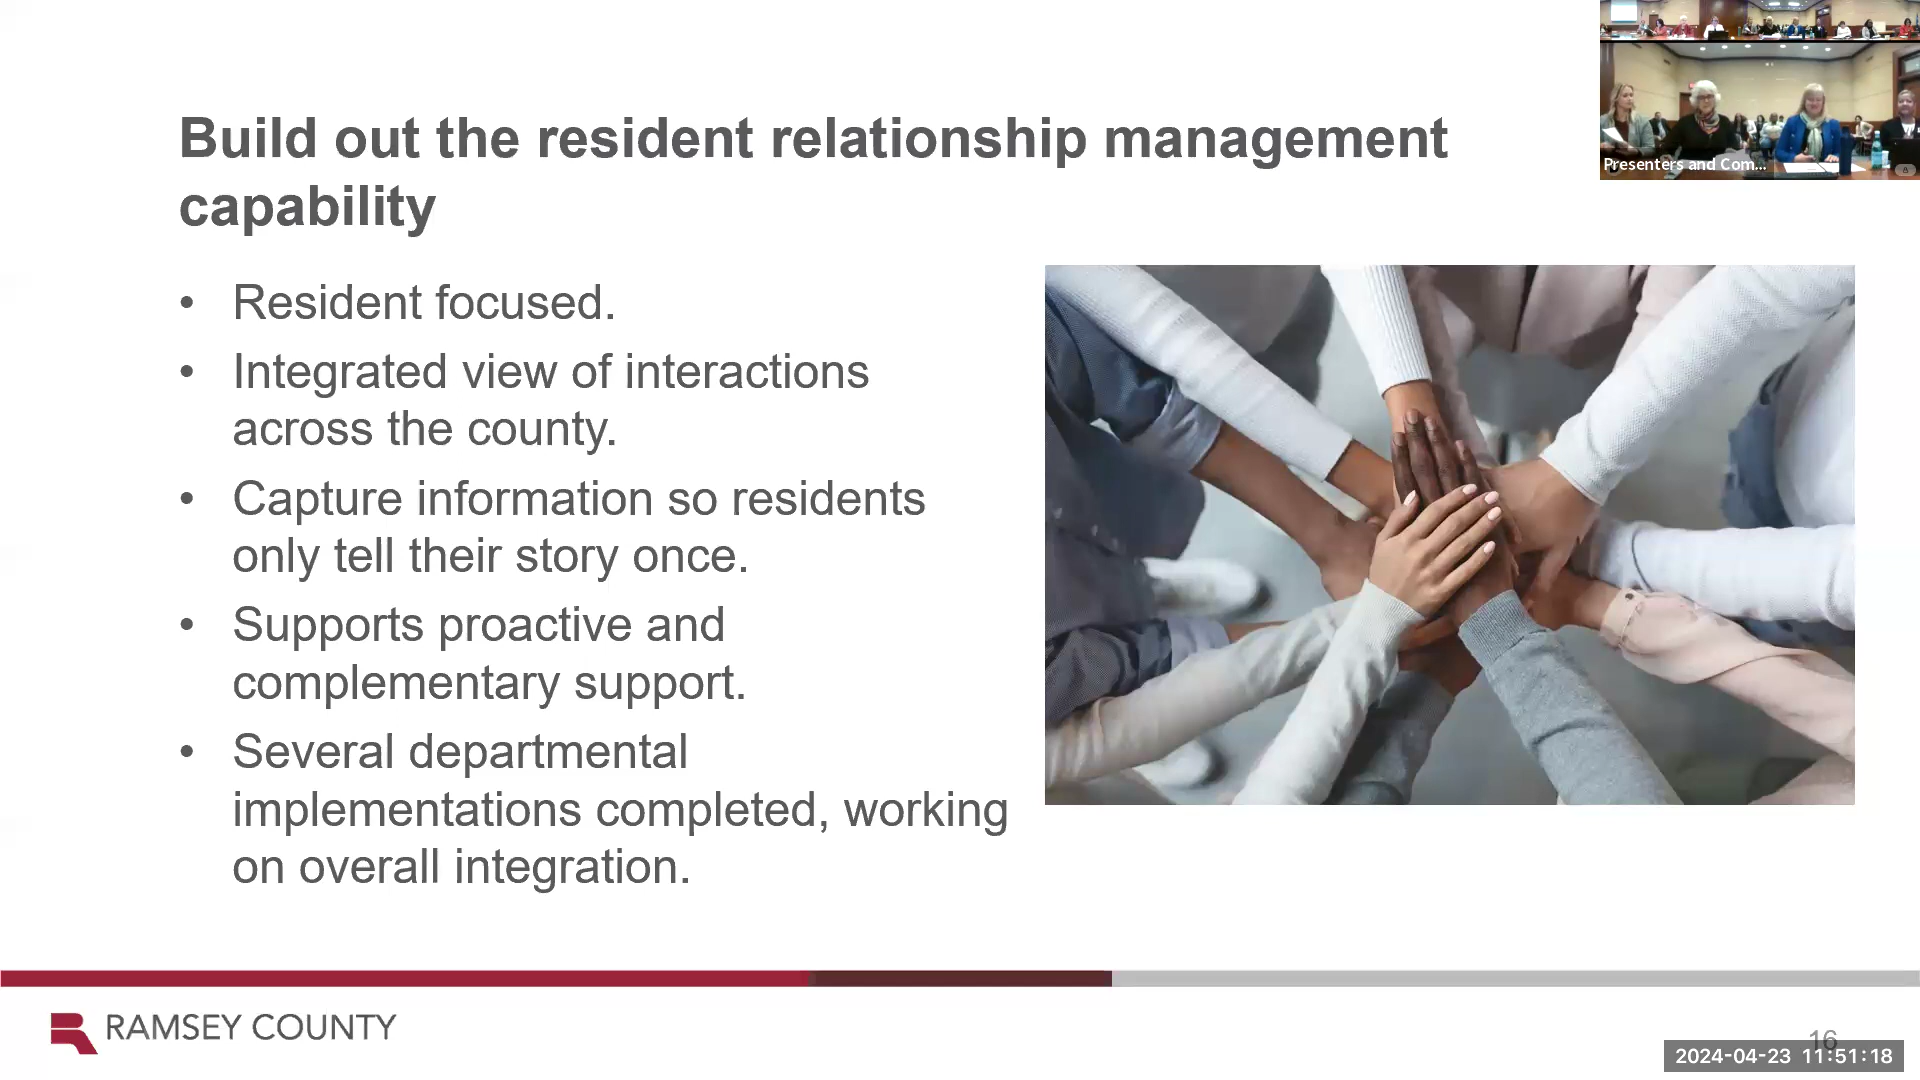 Build out the resident relationship management
capability
• Resident focused.
• Integrated view of interactions
across the county.
• Capture information so residents
only tell their story once.
• Supports proactive and
complementary support.
• Several departmental
implementations completed, working
on overall integration.
Presenters and Com...
RAMSEY COUNTY
16
2024-04-23 11:51:18